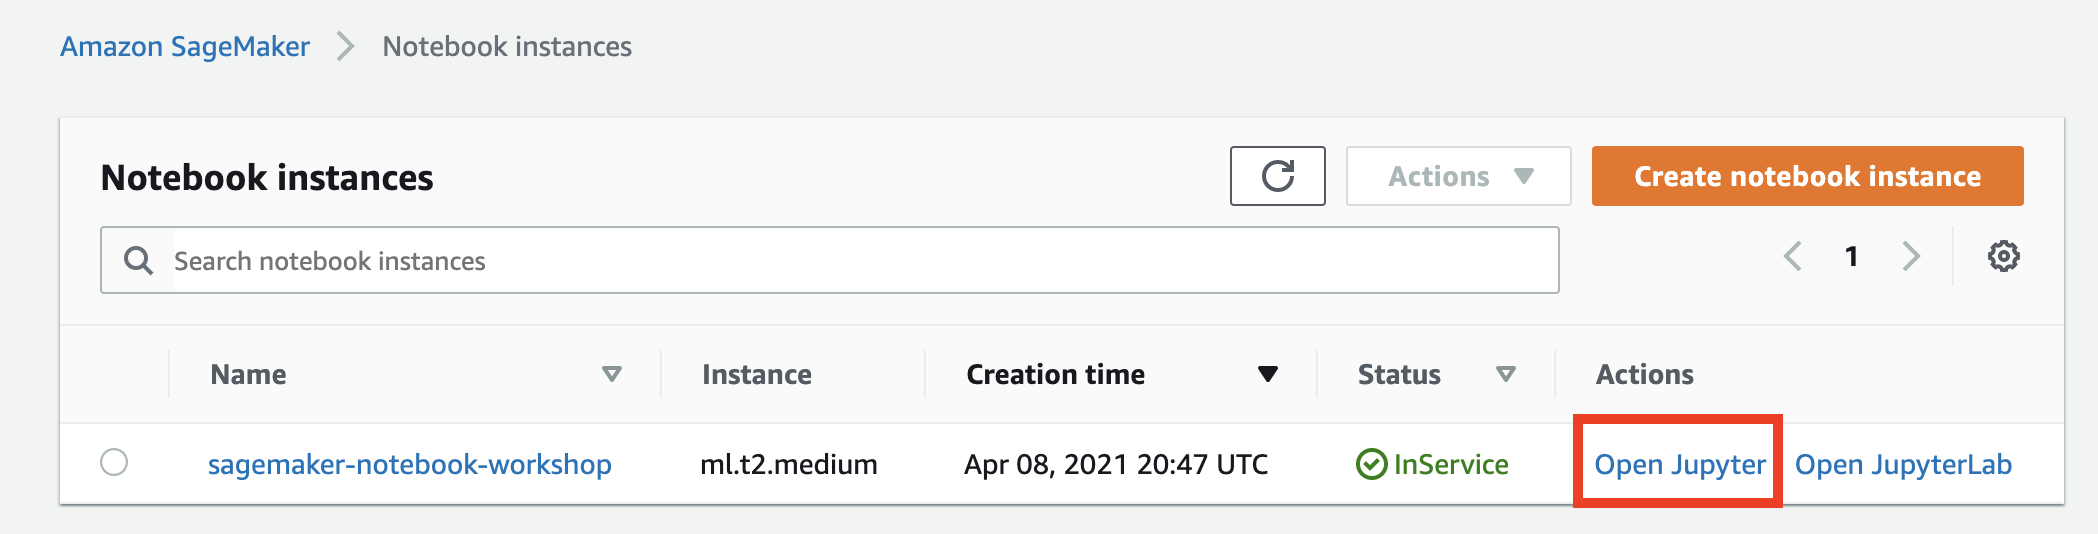 Amazon SageMaker > Notebook instances
Notebook instances
Actions
Create notebook instance
Search notebook instances
1
Name Instance Creation time Status Actions
sagemaker-notebook-workshop ml.t2.medium Apr 08, 2021 20:47 UTC InService Open Jupyter Open JupyterLab